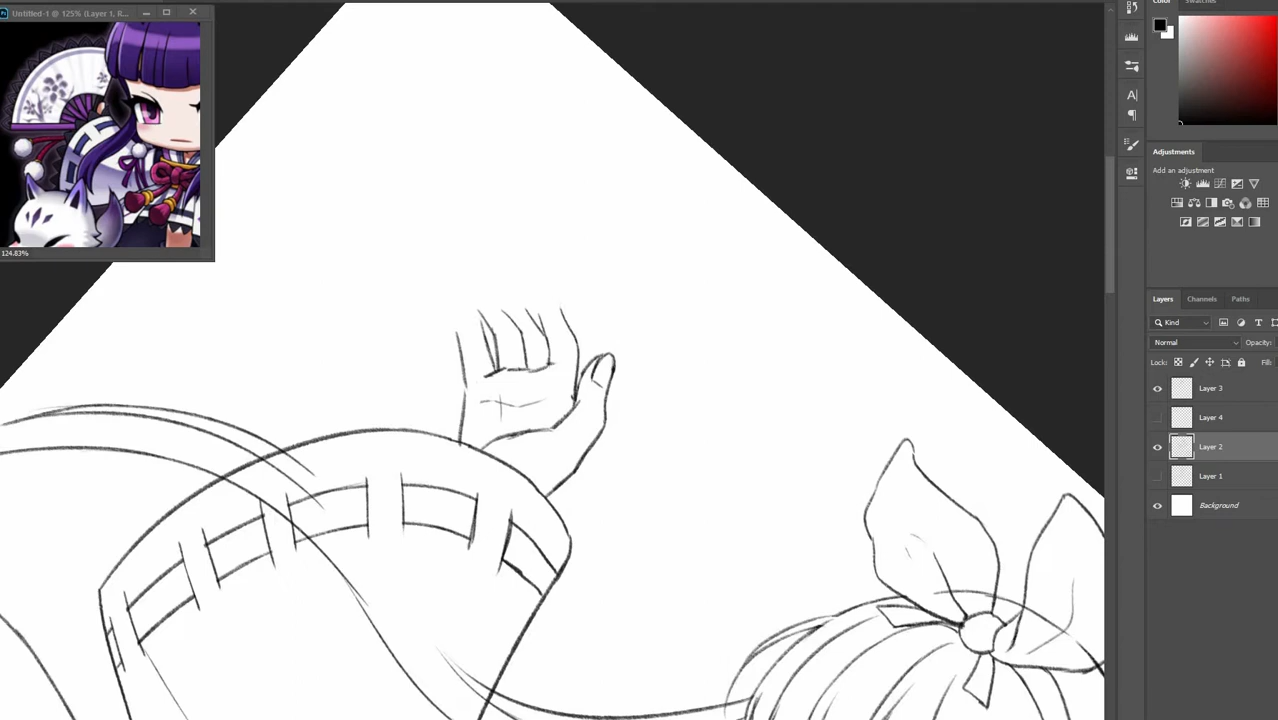 Untitled-1 @ 125% (Layer 1, R...
124.83%
Color Swatches
Adjustments
Add an adjustment
Layers Channels Paths
Kind
Normal Opacity:
Lock: Fill:
Layer 3
Layer 4
Layer 2
Layer 1
Background